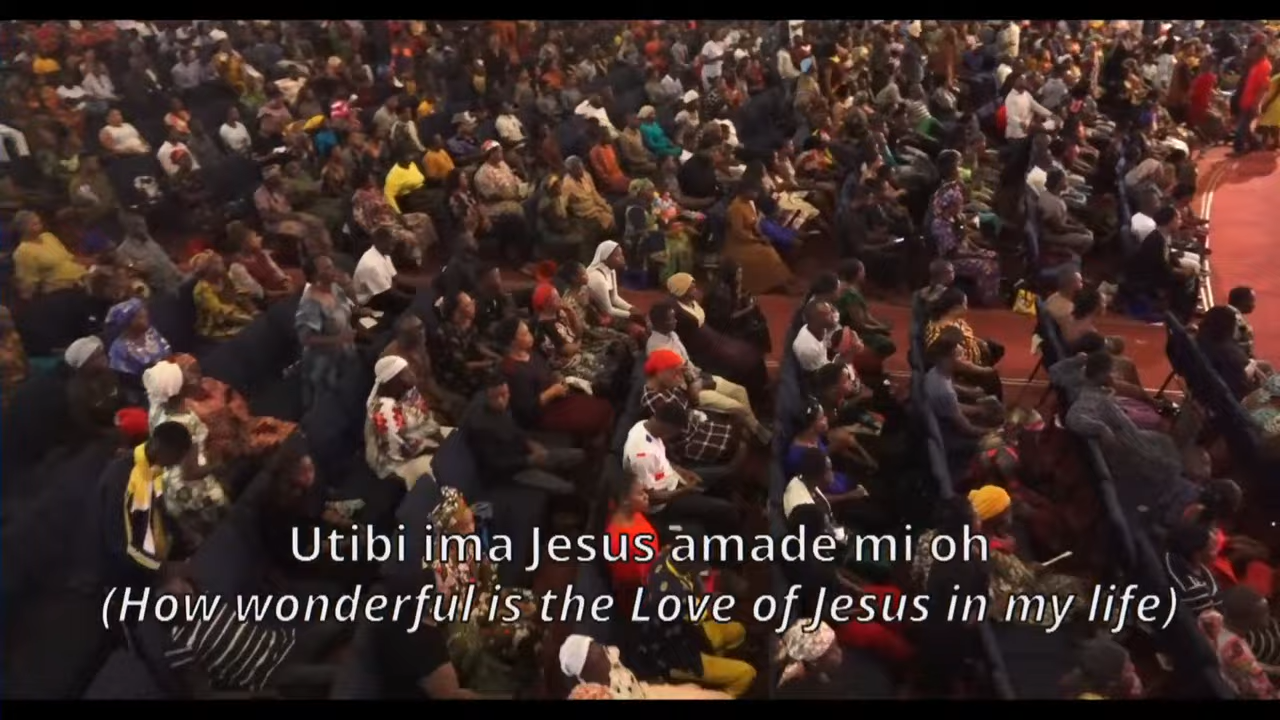 Utibi ima Jesus amade mi oh
(How wonderful is the Love of Jesus in my life)